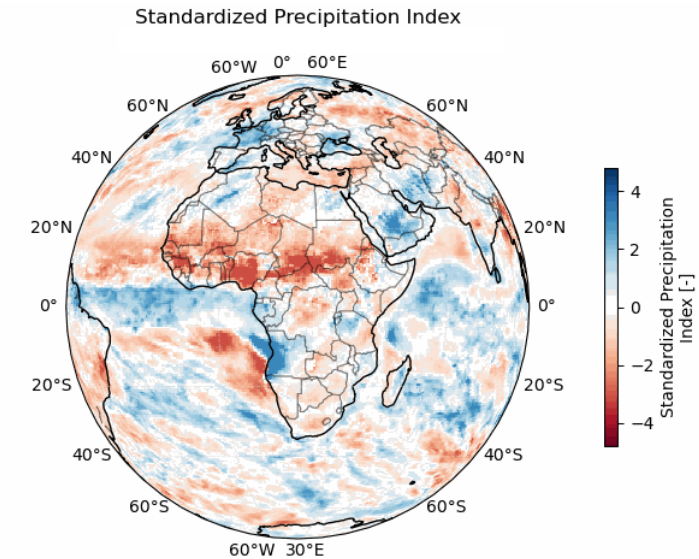 Standardized Precipitation Index
60°W 0° 60°E
60°N 60°N
40°N 40°N
20°N 20°N
0° 0°
20°S 20°S
40°S 40°S
60°S 60°S
60°W 30°E
4
2
0
−2
−4
Standardized Precipitation
Index [-]